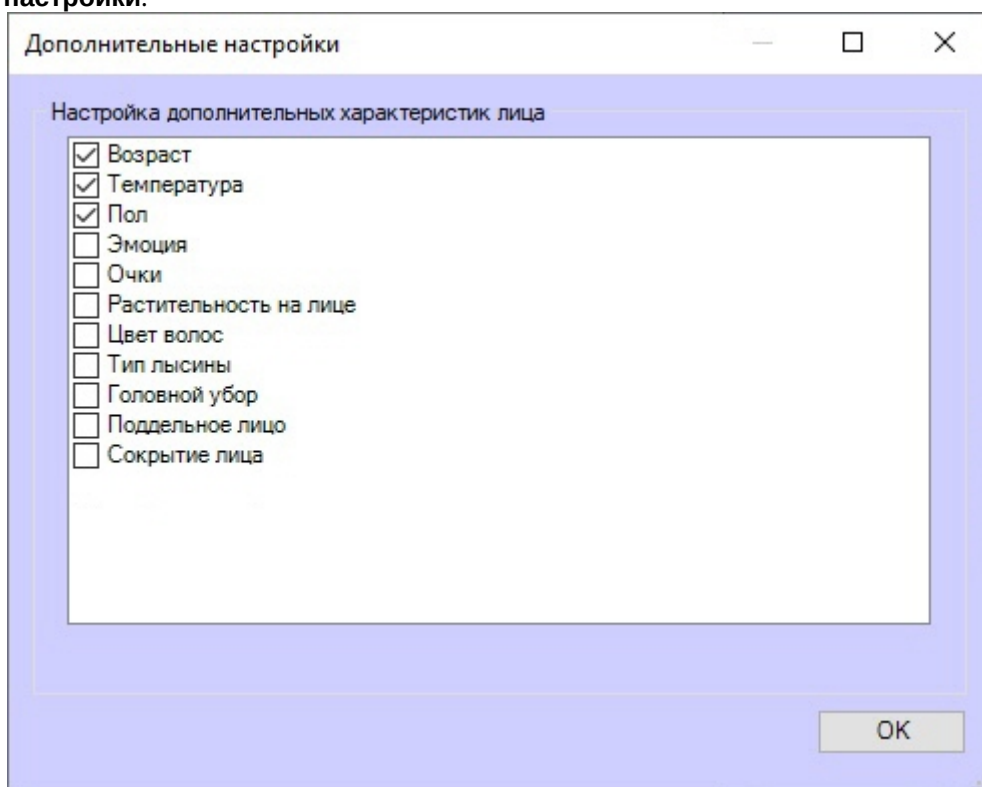 настройки.
Дополнительные настройки
Настройка дополнительных характеристик лица
Возраст
Температура
Пол
Эмоция
Очки
Растительность на лице
Цвет волос
Тип лысины
Головной убор
Поддельное лицо
Сокрытие лица
OK